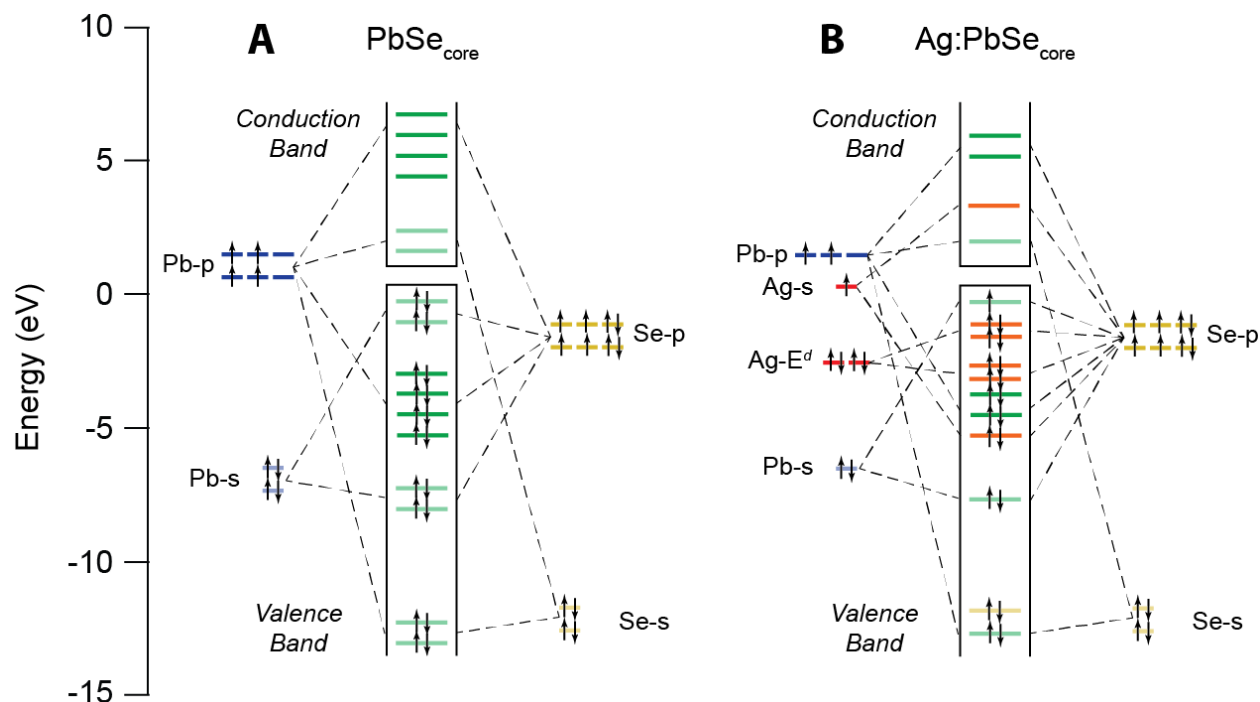 10
5
0
-5
-10
-15
Energy (eV)
A
PbSecore
Conduction
Band
Pb-p
Pb-s
Se-p
Se-s
Valence
Band
B
Ag:PbSecore
Conduction
Band
Pb-p
Ag-s
Ag-Ed
Pb-s
Se-p
Se-s
Valence
Band